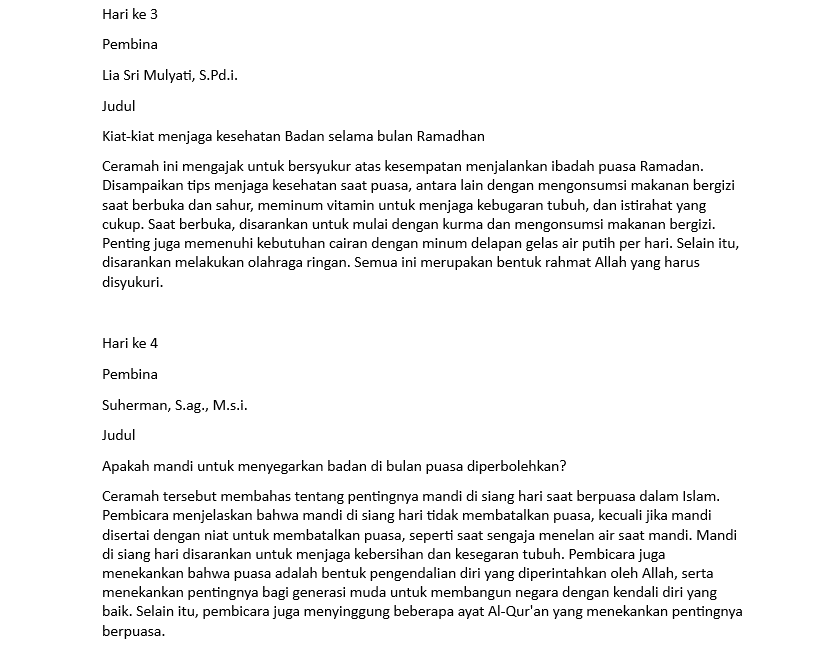 Hari ke 3
Pembina
Lia Sri Mulyati, S.Pd.i.
Judul
Kiat-kiat menjaga kesehatan Badan selama bulan Ramadhan
Ceramah ini mengajak untuk bersyukur atas kesempatan menjalankan ibadah puasa Ramadan.
Disampaikan tips menjaga kesehatan saat puasa, antara lain dengan mengonsumsi makanan bergizi
saat berbuka dan sahur, meminum vitamin untuk menjaga kebugaran tubuh, dan istirahat yang
cukup. Saat berbuka, disarankan untuk mulai dengan kurma dan mengonsumsi makanan bergizi.
Penting juga memenuhi kebutuhan cairan dengan minum delapan gelas air putih per hari. Selain itu,
disarankan melakukan olahraga ringan. Semua ini merupakan bentuk rahmat Allah yang harus
disyukuri.
Hari ke 4
Pembina
Suherman, S.ag., M.s.i.
Judul
Apakah mandi untuk menyegarkan badan di bulan puasa diperbolehkan?
Ceramah tersebut membahas tentang pentingnya mandi di siang hari saat berpuasa dalam Islam.
Pembicara menjelaskan bahwa mandi di siang hari tidak membatalkan puasa, kecuali jika mandi
disertai dengan niat untuk membatalkan puasa, seperti saat sengaja menelan air saat mandi. Mandi
di siang hari disarankan untuk menjaga kebersihan dan kesegaran tubuh. Pembicara juga
menekankan bahwa puasa adalah bentuk pengendalian diri yang diperintahkan oleh Allah, serta
menekankan pentingnya bagi generasi muda untuk membangun negara dengan kendali diri yang
baik. Selain itu, pembicara juga menyinggung beberapa ayat Al-Qur'an yang menekankan pentingnya
berpuasa.